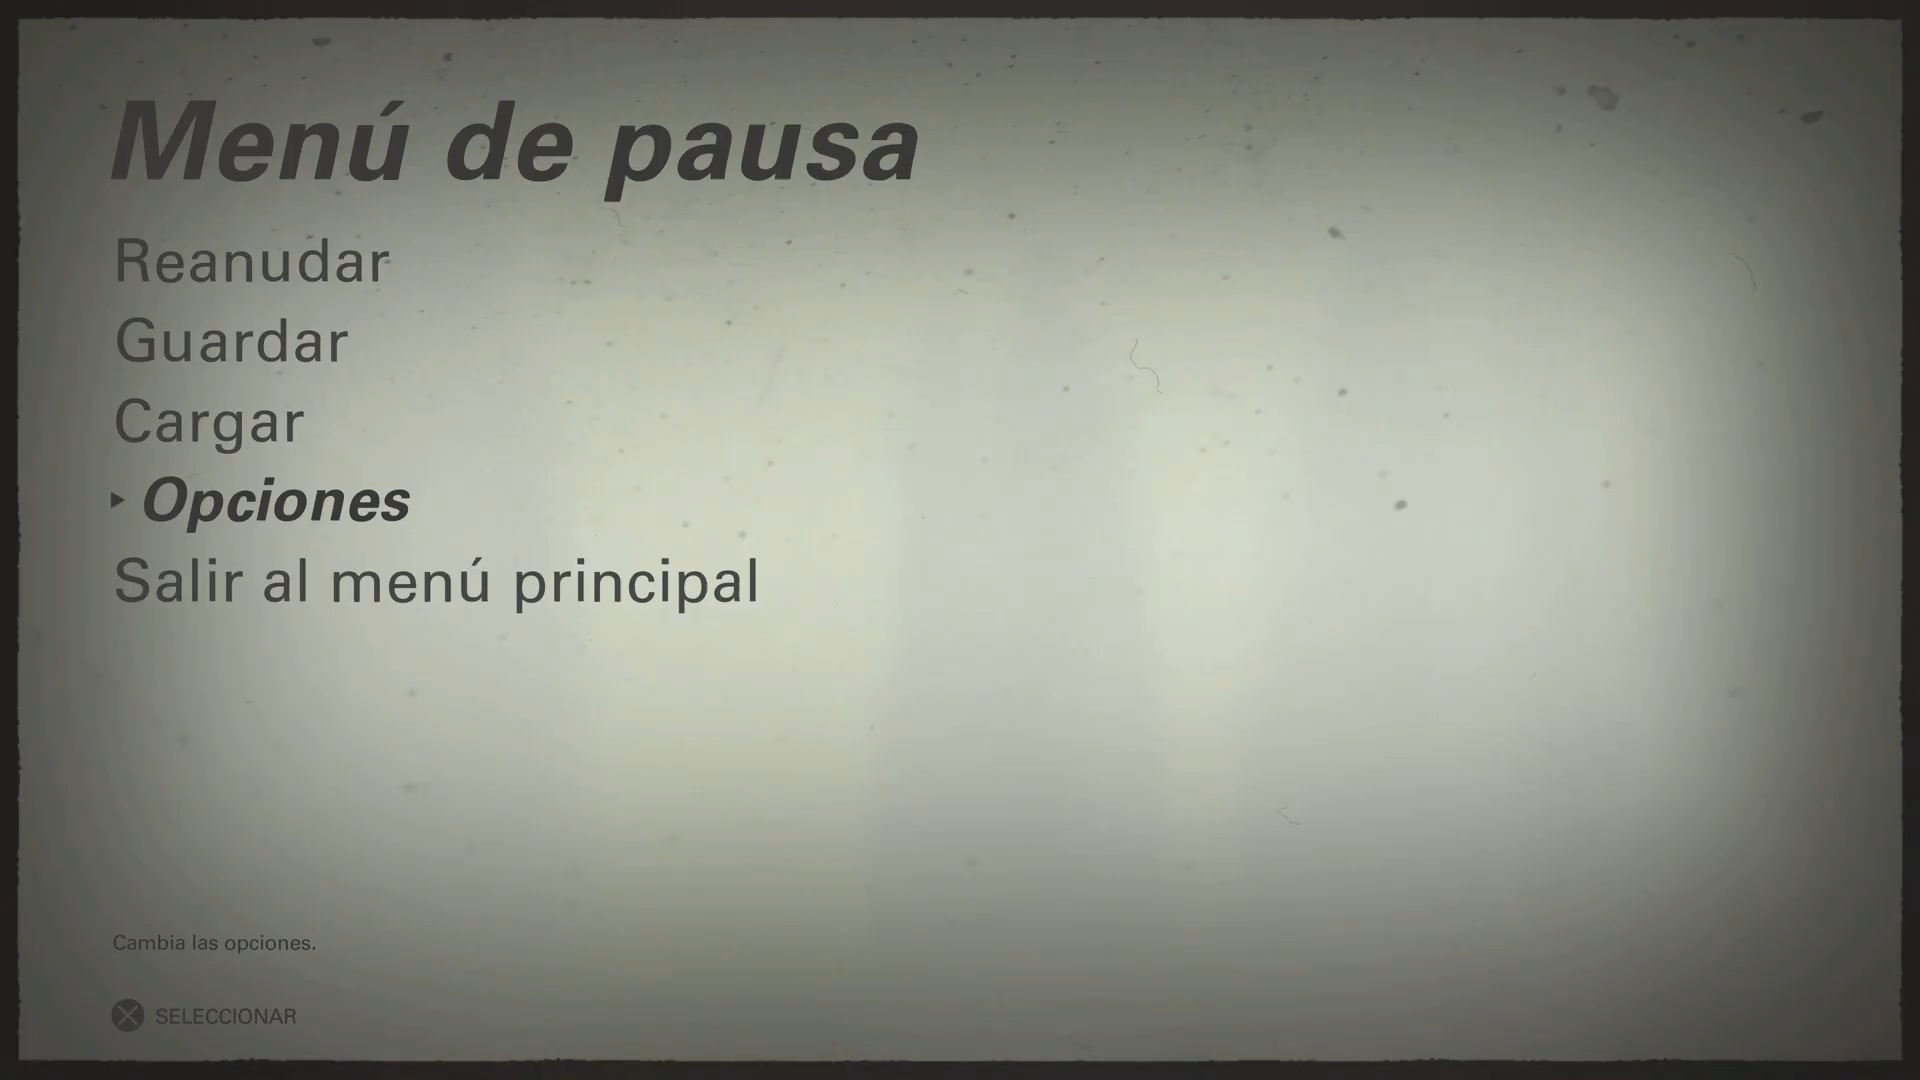 Menú de pausa
Reanudar
Guardar
Cargar
Opciones
Salir al menú principal
Cambia las opciones.
SELECCIONAR